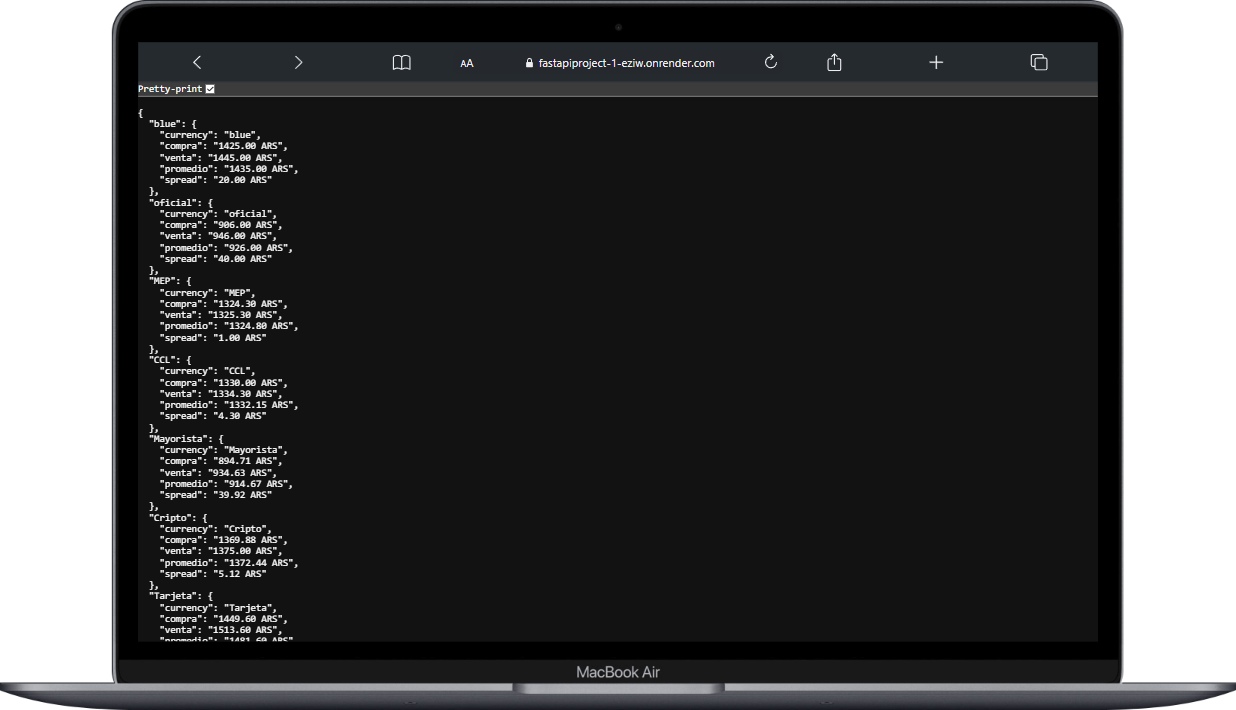 AA
fastapiproject-1-eziw.onrender.com
Pretty-print
{
  "blue": {
    "currency": "blue",
    "compra": "1425.00 ARS",
    "venta": "1445.00 ARS",
    "promedio": "1435.00 ARS",
    "spread": "20.00 ARS"
  },
  "oficial": {
    "currency": "oficial",
    "compra": "906.00 ARS",
    "venta": "946.00 ARS",
    "promedio": "926.00 ARS",
    "spread": "40.00 ARS"
  },
  "MEP": {
    "currency": "MEP",
    "compra": "1324.30 ARS",
    "venta": "1325.30 ARS",
    "promedio": "1324.80 ARS",
    "spread": "1.00 ARS"
  },
  "CCL": {
    "currency": "CCL",
    "compra": "1330.00 ARS",
    "venta": "1334.30 ARS",
    "promedio": "1332.15 ARS",
    "spread": "4.30 ARS"
  },
  "Mayorista": {
    "currency": "Mayorista",
    "compra": "894.71 ARS",
    "venta": "934.63 ARS",
    "promedio": "914.67 ARS",
    "spread": "39.92 ARS"
  },
  "Cripto": {
    "currency": "Cripto",
    "compra": "1369.88 ARS",
    "venta": "1375.00 ARS",
    "promedio": "1372.44 ARS",
    "spread": "5.12 ARS"
  },
  "Tarjeta": {
    "currency": "Tarjeta",
    "compra": "1449.60 ARS",
    "venta": "1513.60 ARS",
    "promedio": "1481.60 ARS"
MacBook Air